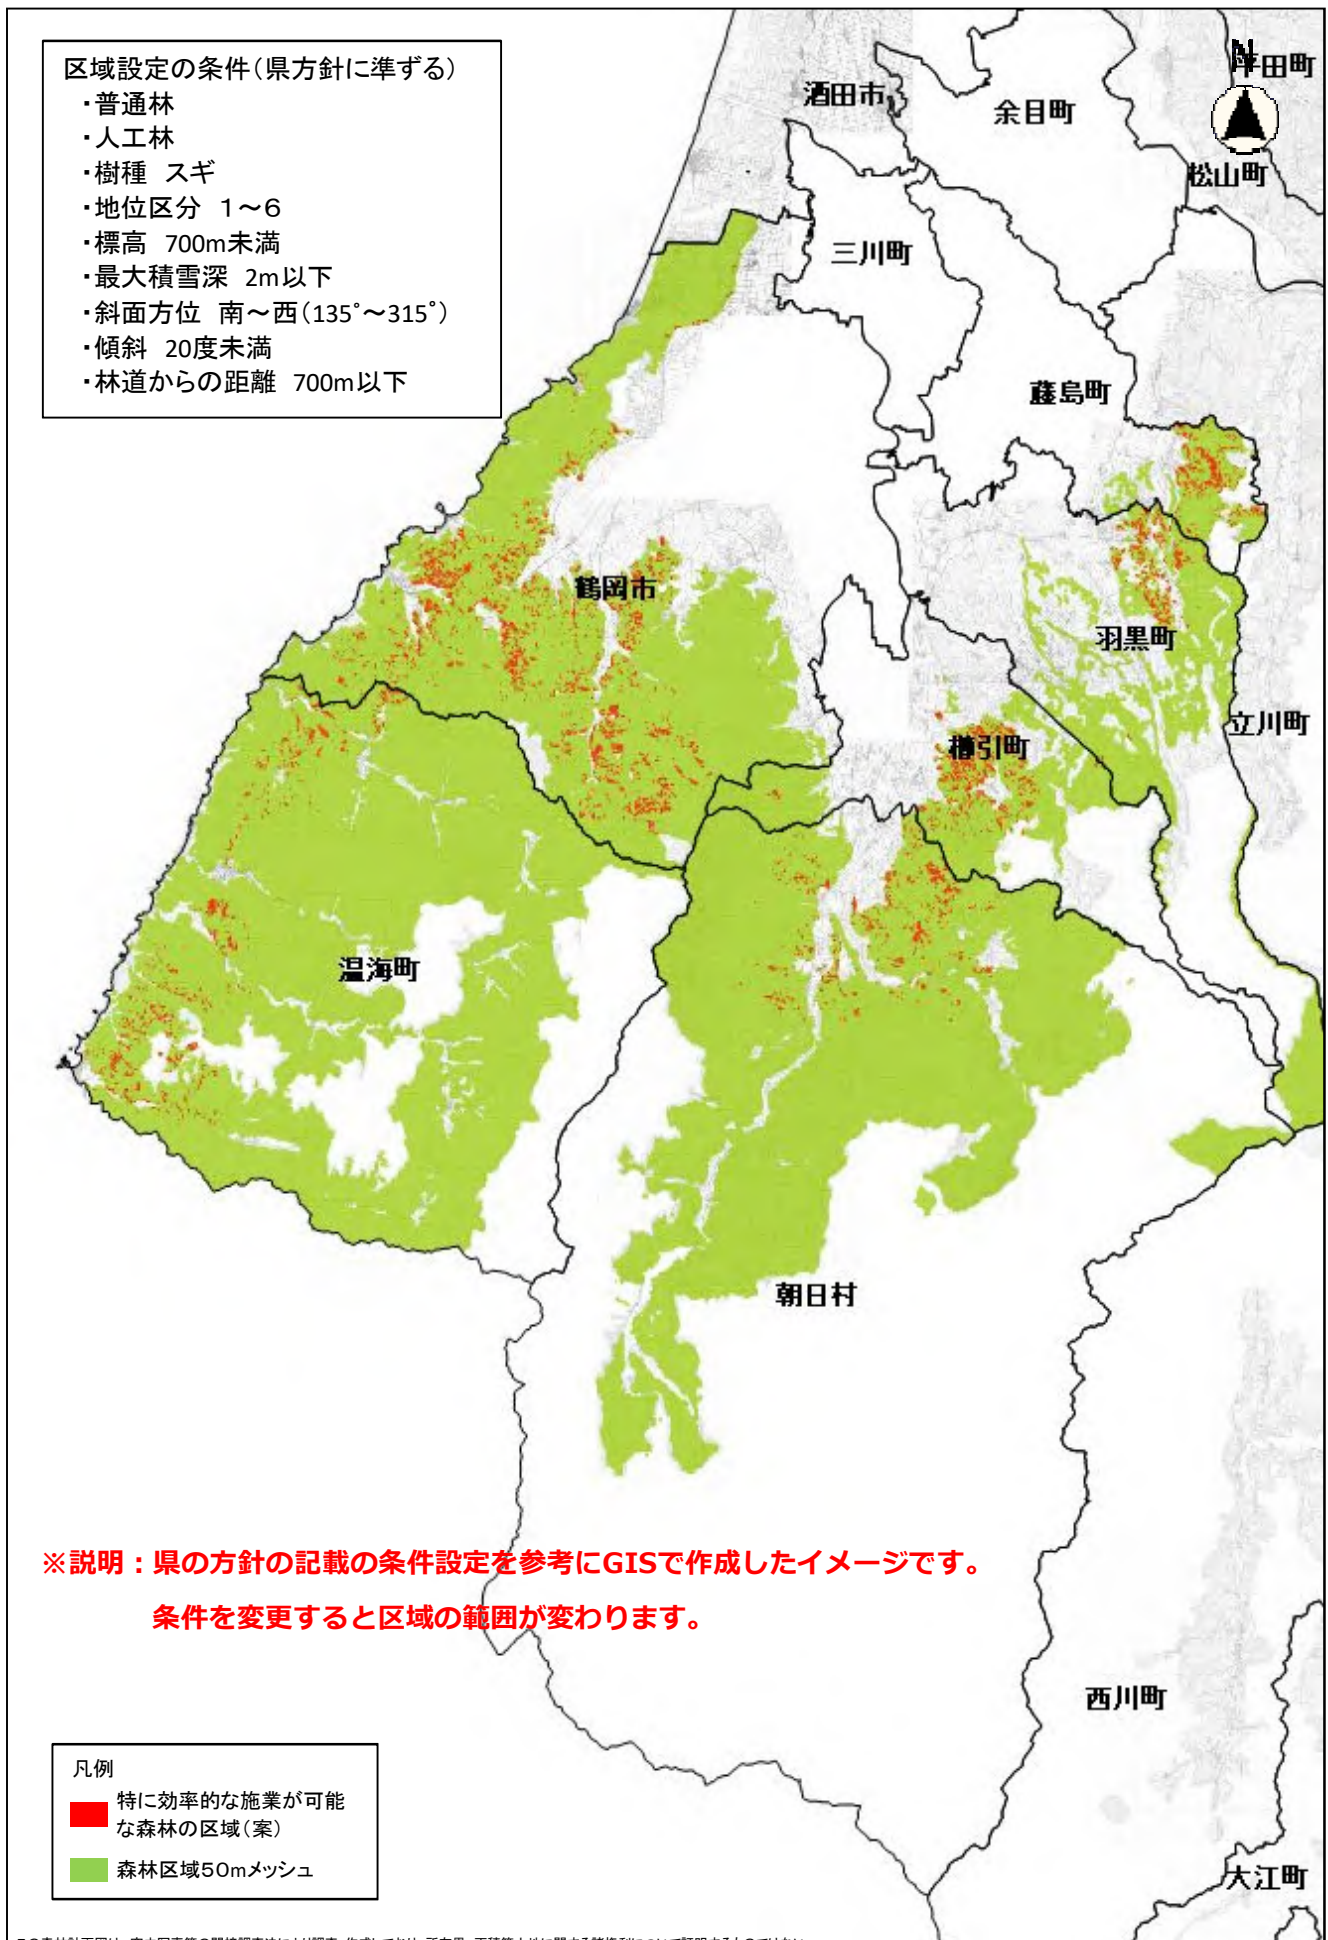 区域設定の条件（県方針に準ずる）
・普通林
・人工林
・樹種　スギ
・地位区分　1～6
・標高　700m未満
・最大積雪深　2m以下
・斜面方位　南～西（135°～315°）
・傾斜　20度未満
・林道からの距離　700m以下
N
田町
酒田市
余目町
松山町
三川町
藤島町
鶴岡市
羽黒町
立川町
櫛引町
温海町
朝日村
※説明：県の方針の記載の条件設定を参考にGISで作成したイメージです。
条件を変更すると区域の範囲が変わります。
西川町
凡例
特に効率的な施業が可能
な森林の区域（案）
森林区域50mメッシュ
大江町